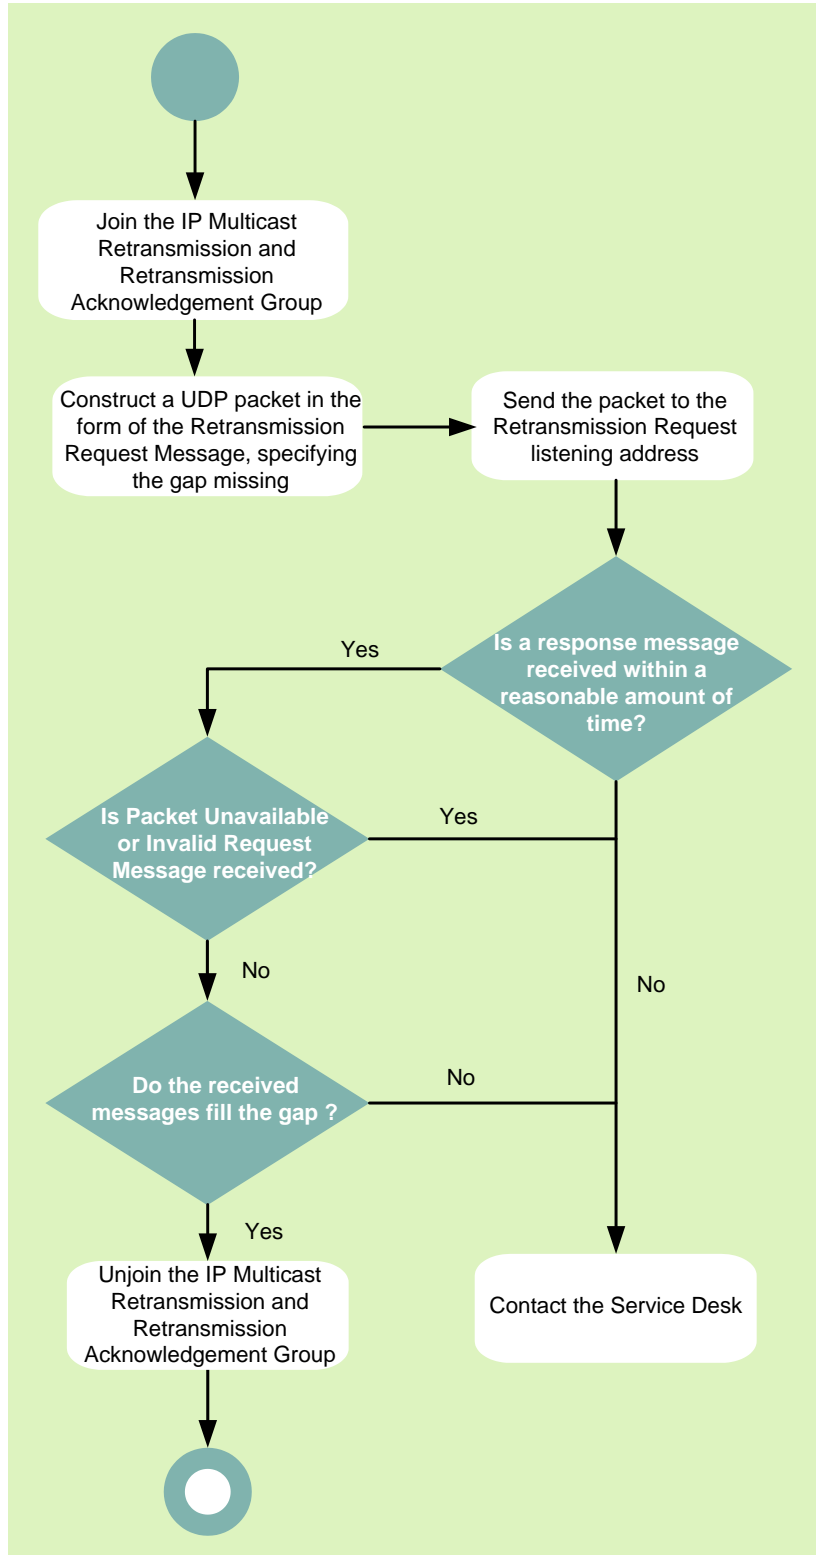 Join the IP Multicast
Retransmission and
Retransmission
Acknowledgement Group
Construct a UDP packet in the
form of the Retransmission
Request Message, specifying
the gap missing
Send the packet to the
Retransmission Request
listening address
Is a response message
received within a
reasonable amount of
time?
Yes
Is Packet Unavailable
or Invalid Request
Message received?
Yes
No
No
Do the received
messages fill the gap ?
No
Yes
Unjoin the IP Multicast
Retransmission and
Retransmission
Acknowledgement Group
Contact the Service Desk